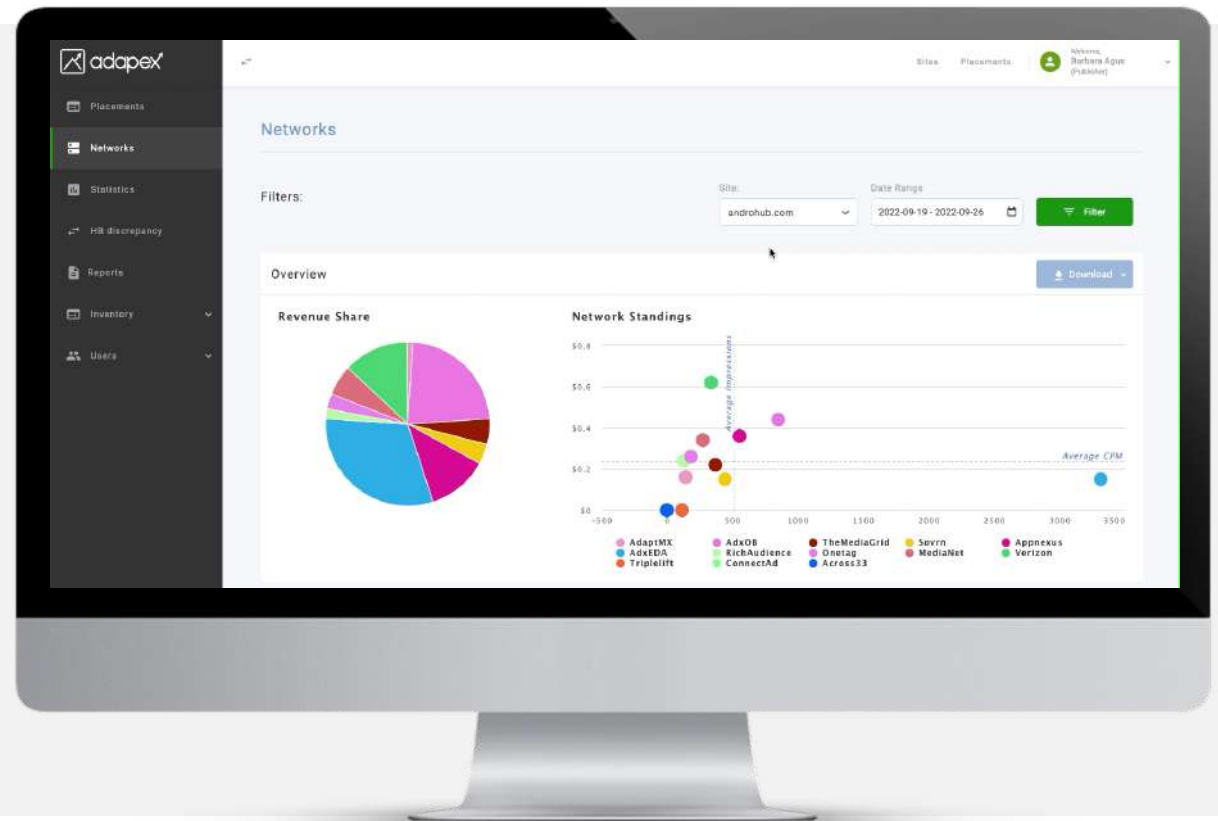 adapex
Sites Placements
Welcome,
Barbara Agus
(Publisher)
Placements
Networks
Statistics
HB discrepancy
Reports
Inventory
Users
Networks
Filters:
Site:
androhub.com
Date Range
2022-09-19 - 2022-09-26
Filter
Overview
Download
Revenue Share
Network Standings
$0.8
$0.6
$0.4
$0.2
$0
Average Impressions
Average CPM
-500 0 500 1000 1500 2000 2500 3000 3500
AdaptMX AdxOB TheMediaGrid Sovrn Appnexus
AdxEDA RichAudience Onetag MediaNet Verizon
Triplelift ConnectAd Across33